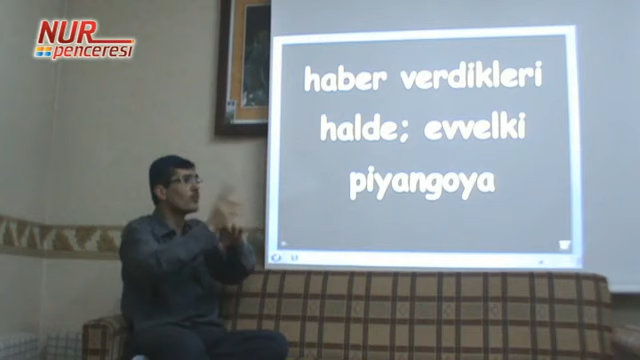 NUR
penceresi
haber verdikleri
halde; evvelki
piyangoya